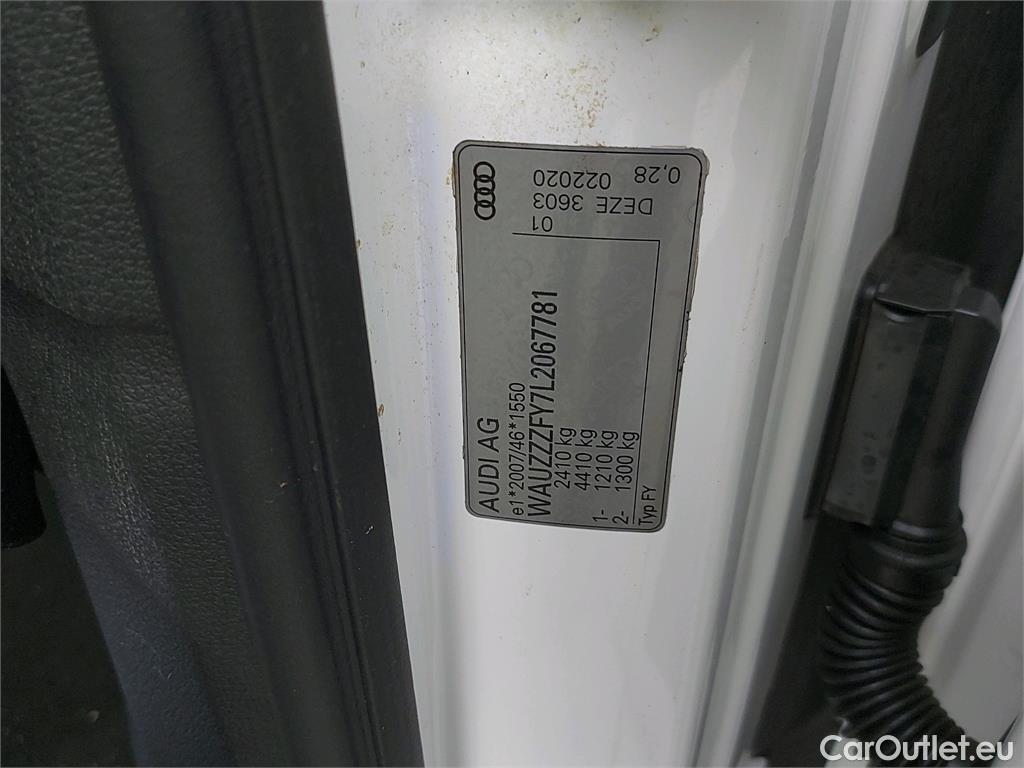 AUDI AG
e1*2007/46*1550
WAUZZZFY7L2067781
2410 kg
4410 kg
1- 1210 kg
2- 1300 kg
Typ FY
01
DEZE 3603
022020
0,28
CarOutlet.eu